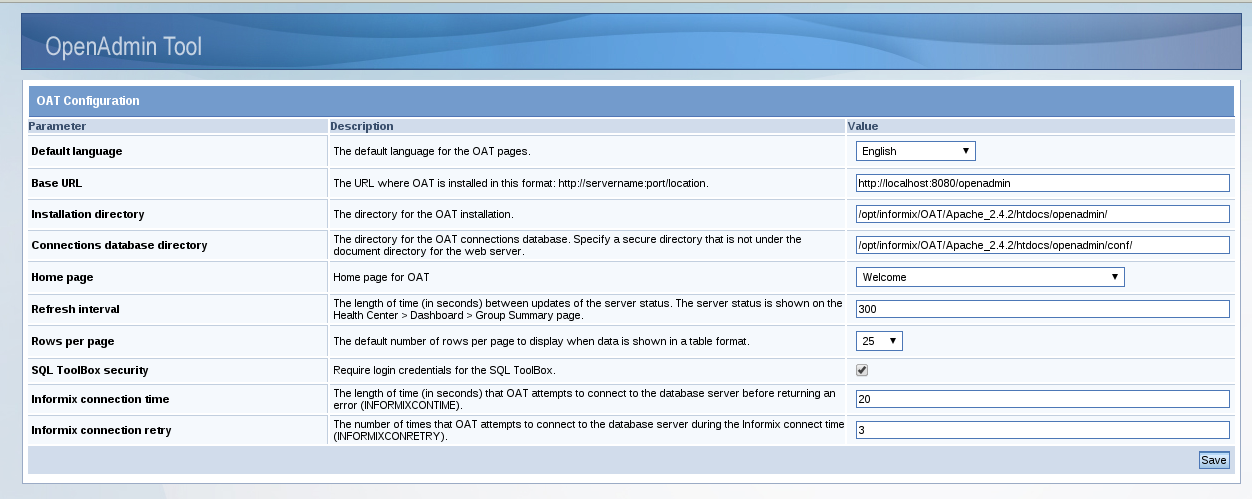 OpenAdmin Tool
OAT Configuration
Parameter Description Value
Default language The default language for the OAT pages. English
Base URL The URL where OAT is installed in this format: http://servername:port/location. http://localhost:8080/openadmin
Installation directory The directory for the OAT installation. /opt/informix/OAT/Apache_2.4.2/htdocs/openadmin/
Connections database directory The directory for the OAT connections database. Specify a secure directory that is not under the
document directory for the web server. /opt/informix/OAT/Apache_2.4.2/htdocs/openadmin/conf/
Home page Home page for OAT Welcome
Refresh interval The length of time (in seconds) between updates of the server status. The server status is shown on the
Health Center > Dashboard > Group Summary page. 300
Rows per page The default number of rows per page to display when data is shown in a table format. 25
SQL ToolBox security Require login credentials for the SQL ToolBox.
Informix connection time The length of time (in seconds) that OAT attempts to connect to the database server before returning an
error (INFORMIXCONTIME). 20
Informix connection retry The number of times that OAT attempts to connect to the database server during the Informix connect time
(INFORMIXCONRETRY). 3
Save